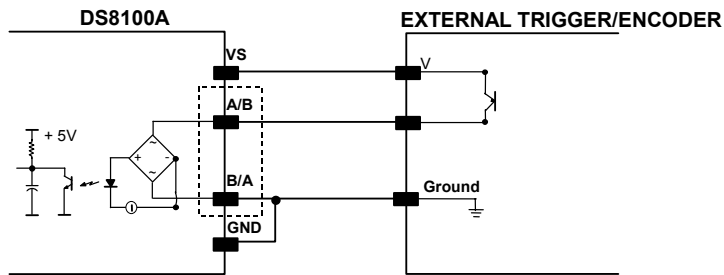 DS8100A
EXTERNAL TRIGGER/ENCODER
VS
V
A/B
+ 5V
~
+
-
~
B/A
Ground
I
GND